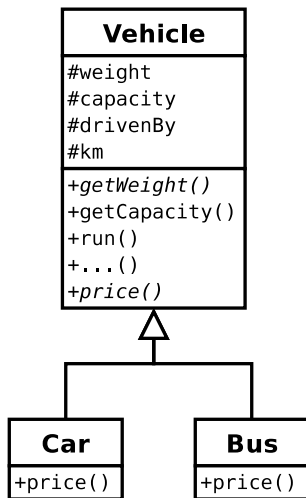 Vehicle
#weight
#capacity
#drivenBy
#km
+getWeight()
+getCapacity()
+run()
+...()
+price()
Car
+price()
Bus
+price()